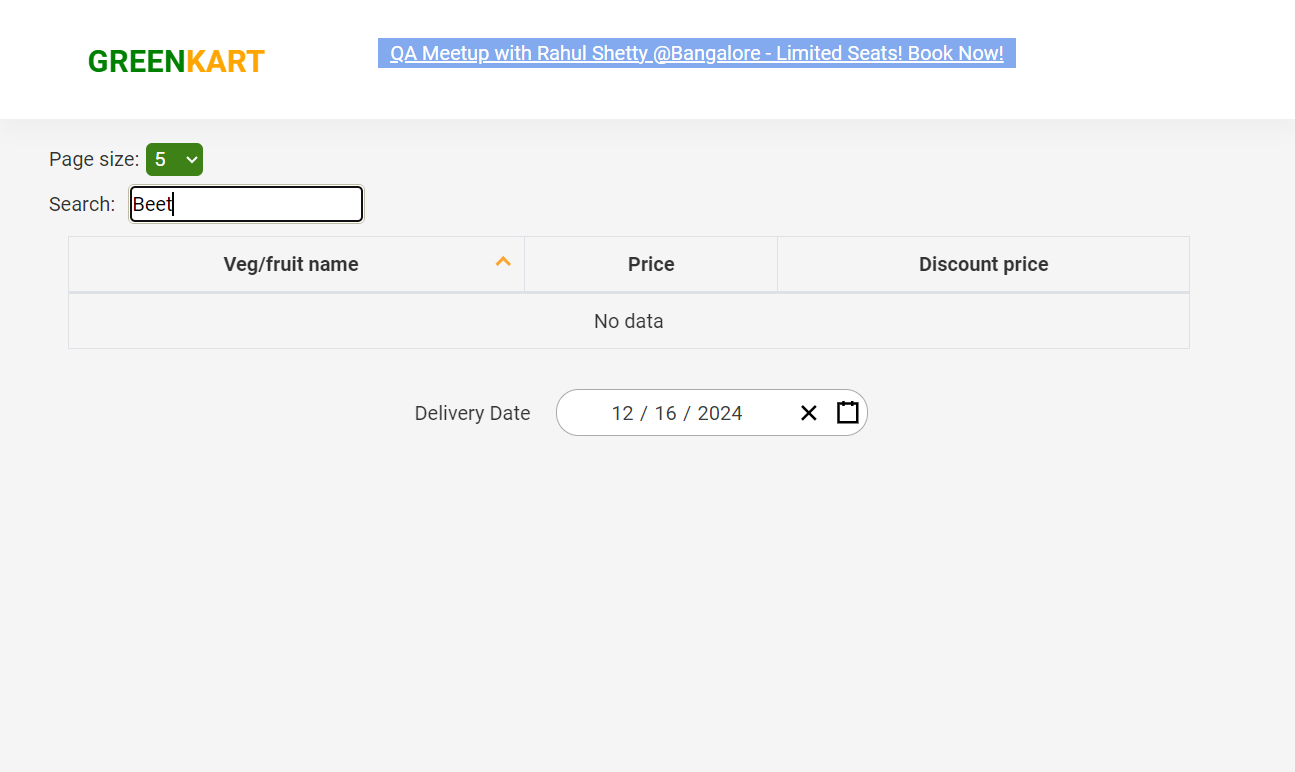 GREENKART
QA Meetup with Rahul Shetty @Bangalore - Limited Seats! Book Now!
Page size: 5
Search: Beet
Veg/fruit name Price Discount price
No data
Delivery Date 12 / 16 / 2024